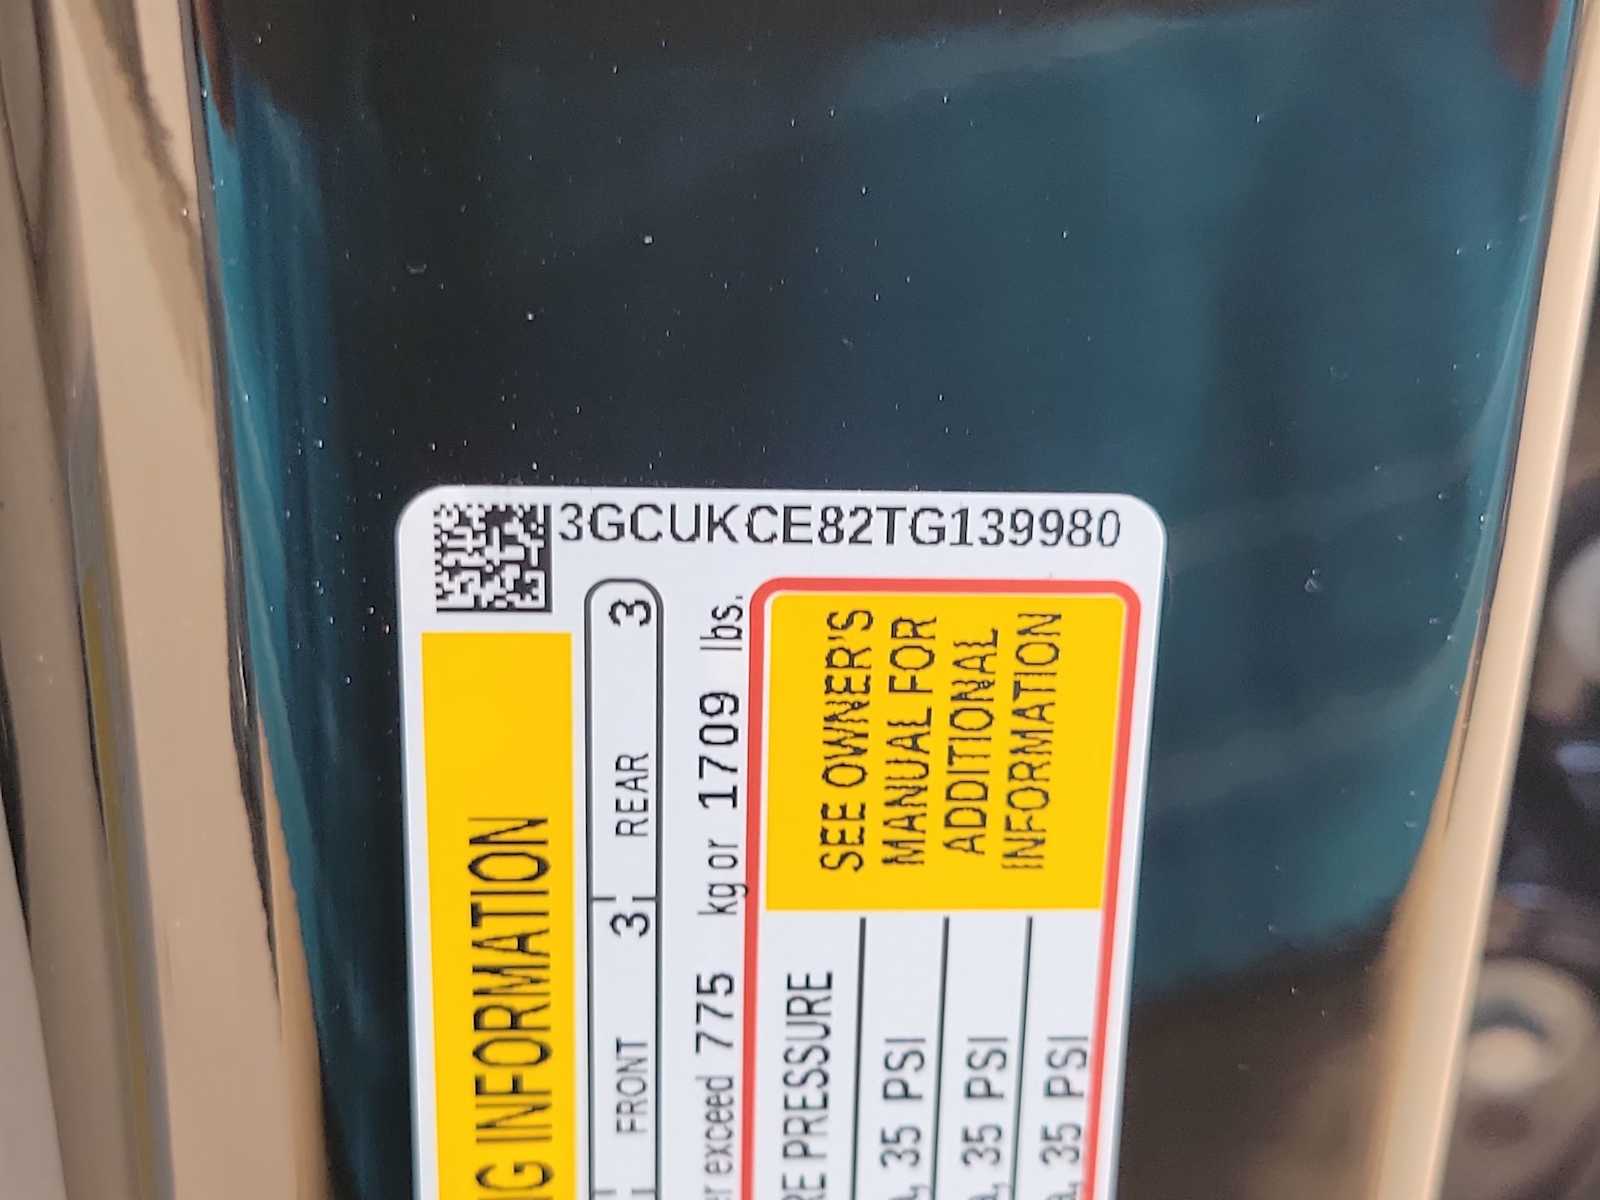 3GCUKCE82TG139980
G INFORMATION
FRONT 3 REAR 3
exceed 775 kg or 1709 lbs.
PRESSURE
35 PSI
35 PSI
35 PSI
SEE OWNER'S
MANUAL FOR
ADDITIONAL
INFORMATION